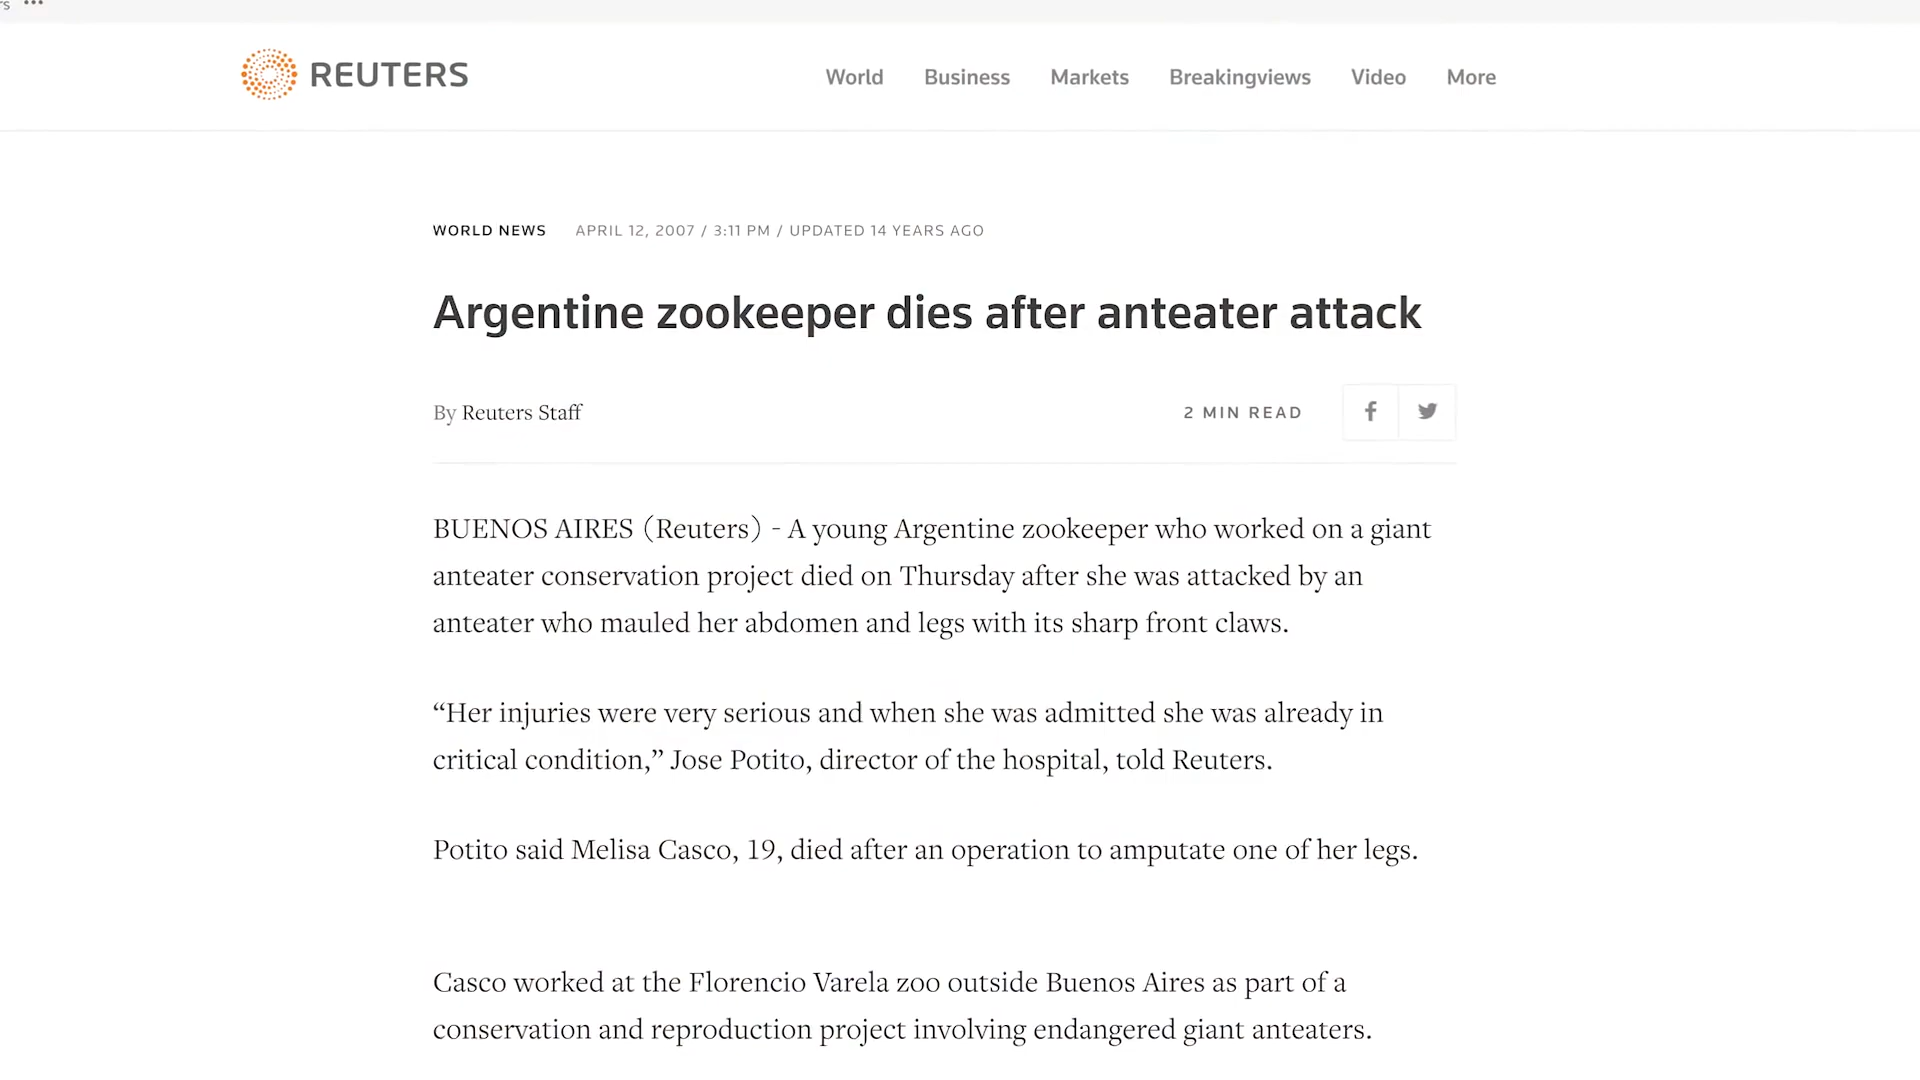 rs •••
REUTERS
World Business Markets Breakingviews Video More
WORLD NEWS APRIL 12, 2007 / 3:11 PM / UPDATED 14 YEARS AGO
Argentine zookeeper dies after anteater attack
By Reuters Staff
2 MIN READ
BUENOS AIRES (Reuters) - A young Argentine zookeeper who worked on a giant
anteater conservation project died on Thursday after she was attacked by an
anteater who mauled her abdomen and legs with its sharp front claws.
“Her injuries were very serious and when she was admitted she was already in
critical condition,” Jose Potito, director of the hospital, told Reuters.
Potito said Melisa Casco, 19, died after an operation to amputate one of her legs.
Casco worked at the Florencio Varela zoo outside Buenos Aires as part of a
conservation and reproduction project involving endangered giant anteaters.